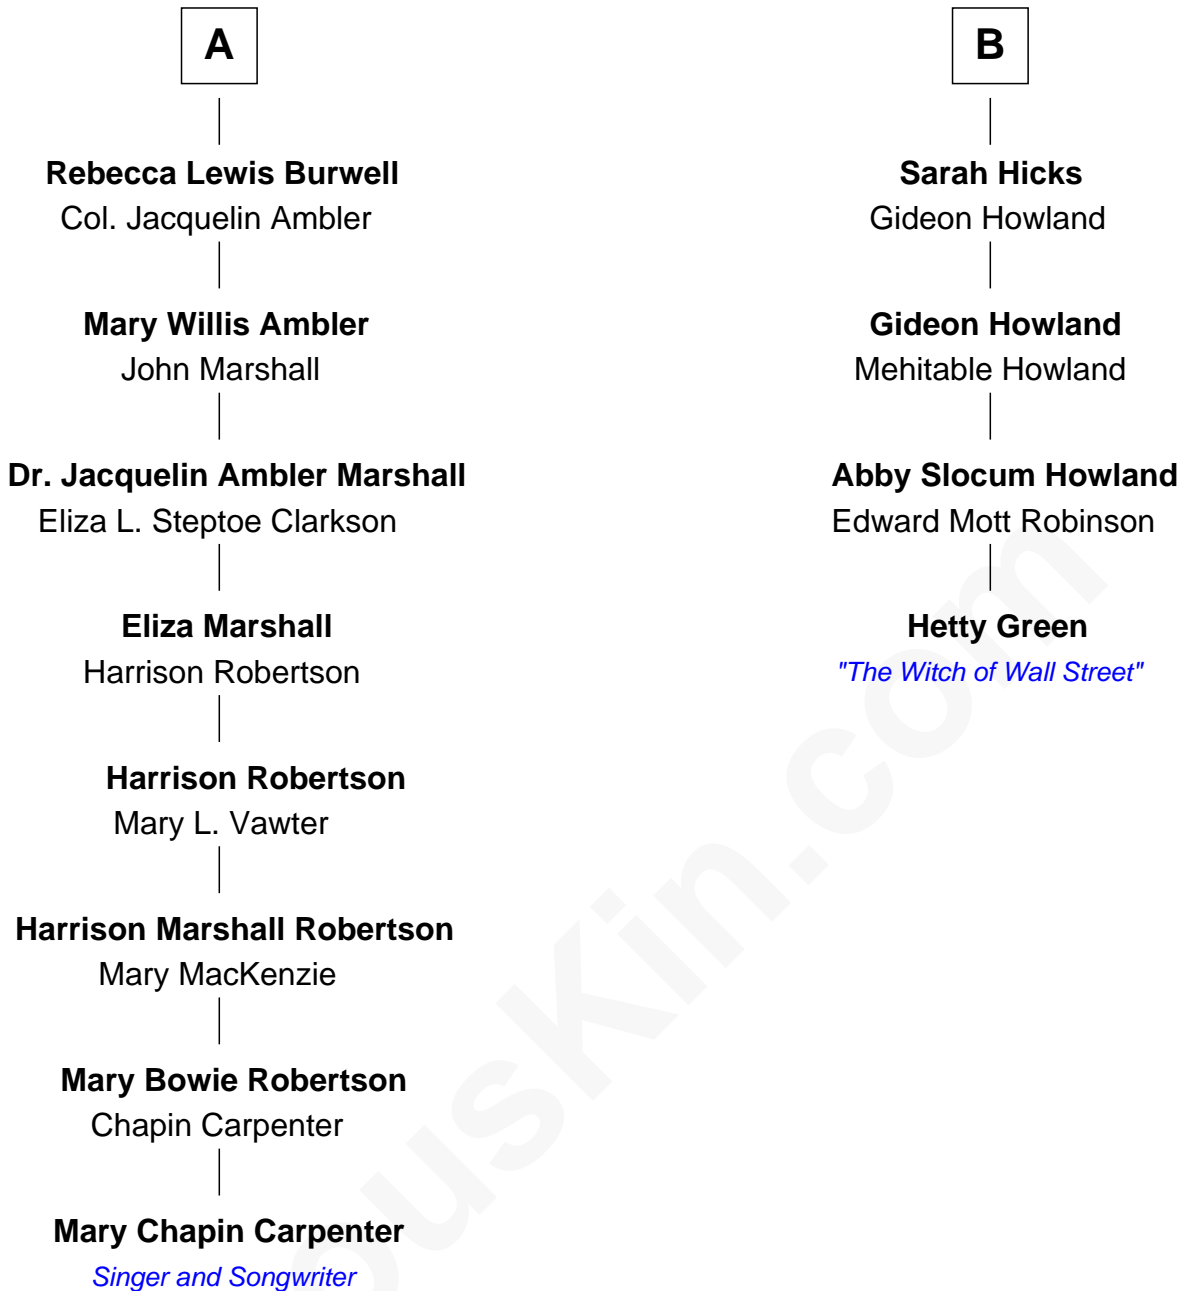 A
Rebecca Lewis Burwell
Col. Jacquelin Ambler
Mary Willis Ambler
John Marshall
Dr. Jacquelin Ambler Marshall
Eliza L. Steptoe Clarkson
Eliza Marshall
Harrison Robertson
Harrison Robertson
Mary L. Vawter
Harrison Marshall Robertson
Mary MacKenzie
Mary Bowie Robertson
Chapin Carpenter
Mary Chapin Carpenter
Singer and Songwriter
B
Sarah Hicks
Gideon Howland
Gideon Howland
Mehitable Howland
Abby Slocum Howland
Edward Mott Robinson
Hetty Green
"The Witch of Wall Street"
ousKin.com